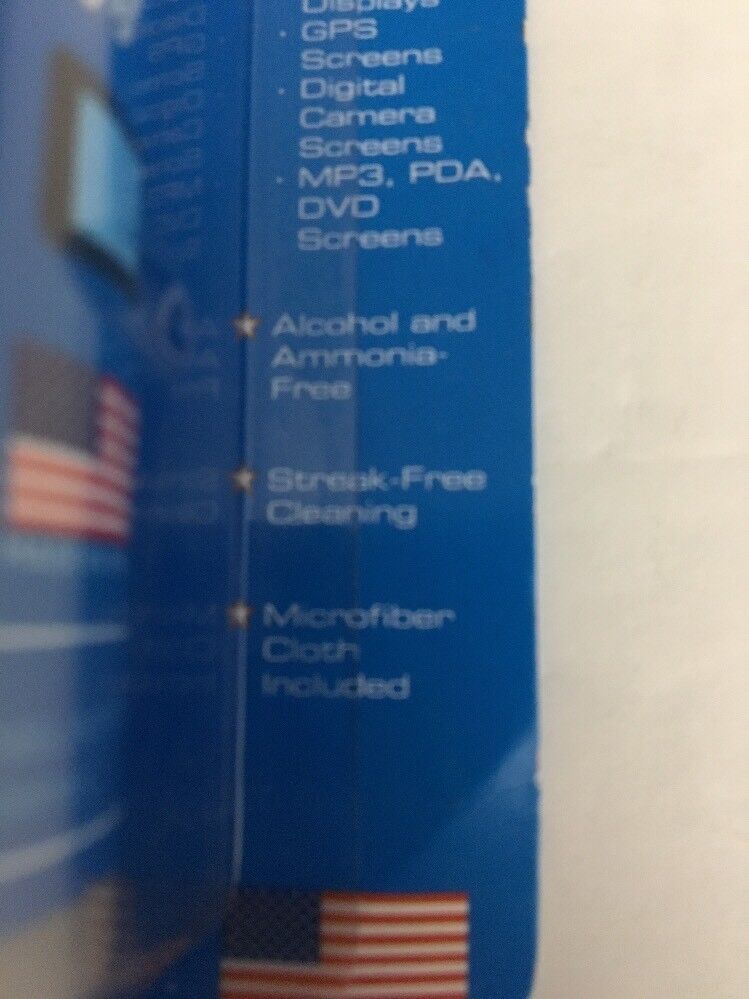 Displays
· GPS
Screens
· Digital
Camera
Screens
· MP3, PDA,
DVD
Screens
Alcohol and
Ammonia-
Free
Streak-Free
Cleaning
Microfiber
Cloth
Included